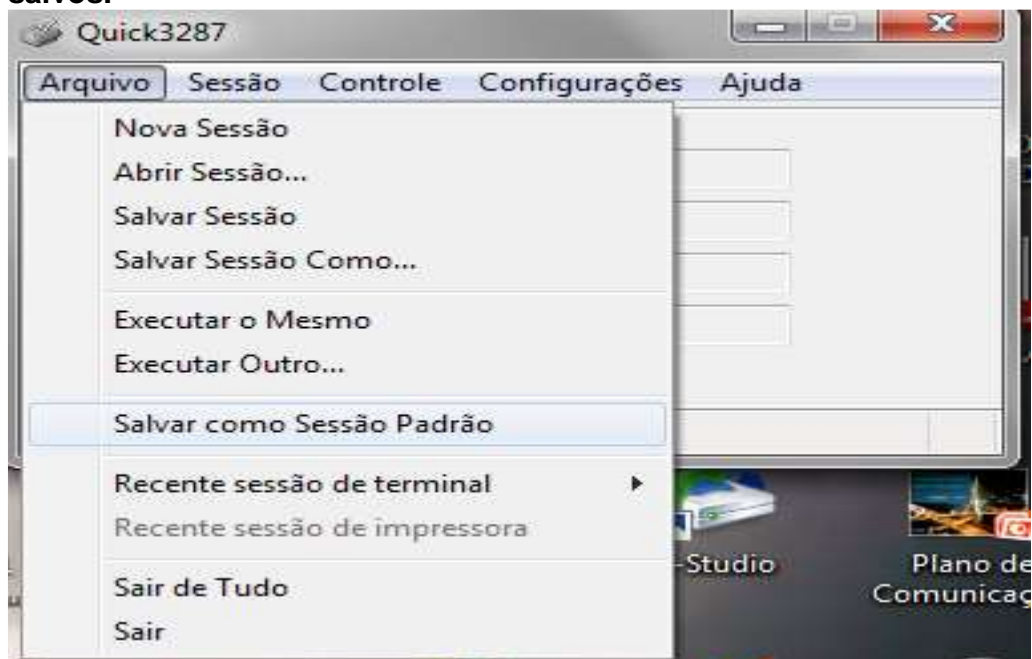 salvos.
Quick3287
Arquivo Sessão Controle Configurações Ajuda
Nova Sessão
Abrir Sessão...
Salvar Sessão
Salvar Sessão Como...
Executar o Mesmo
Executar Outro...
Salvar como Sessão Padrão
Recente sessão de terminal
Recente sessão de impressora
Sair de Tudo
Sair
-Studio
Plano de
Comunicaç